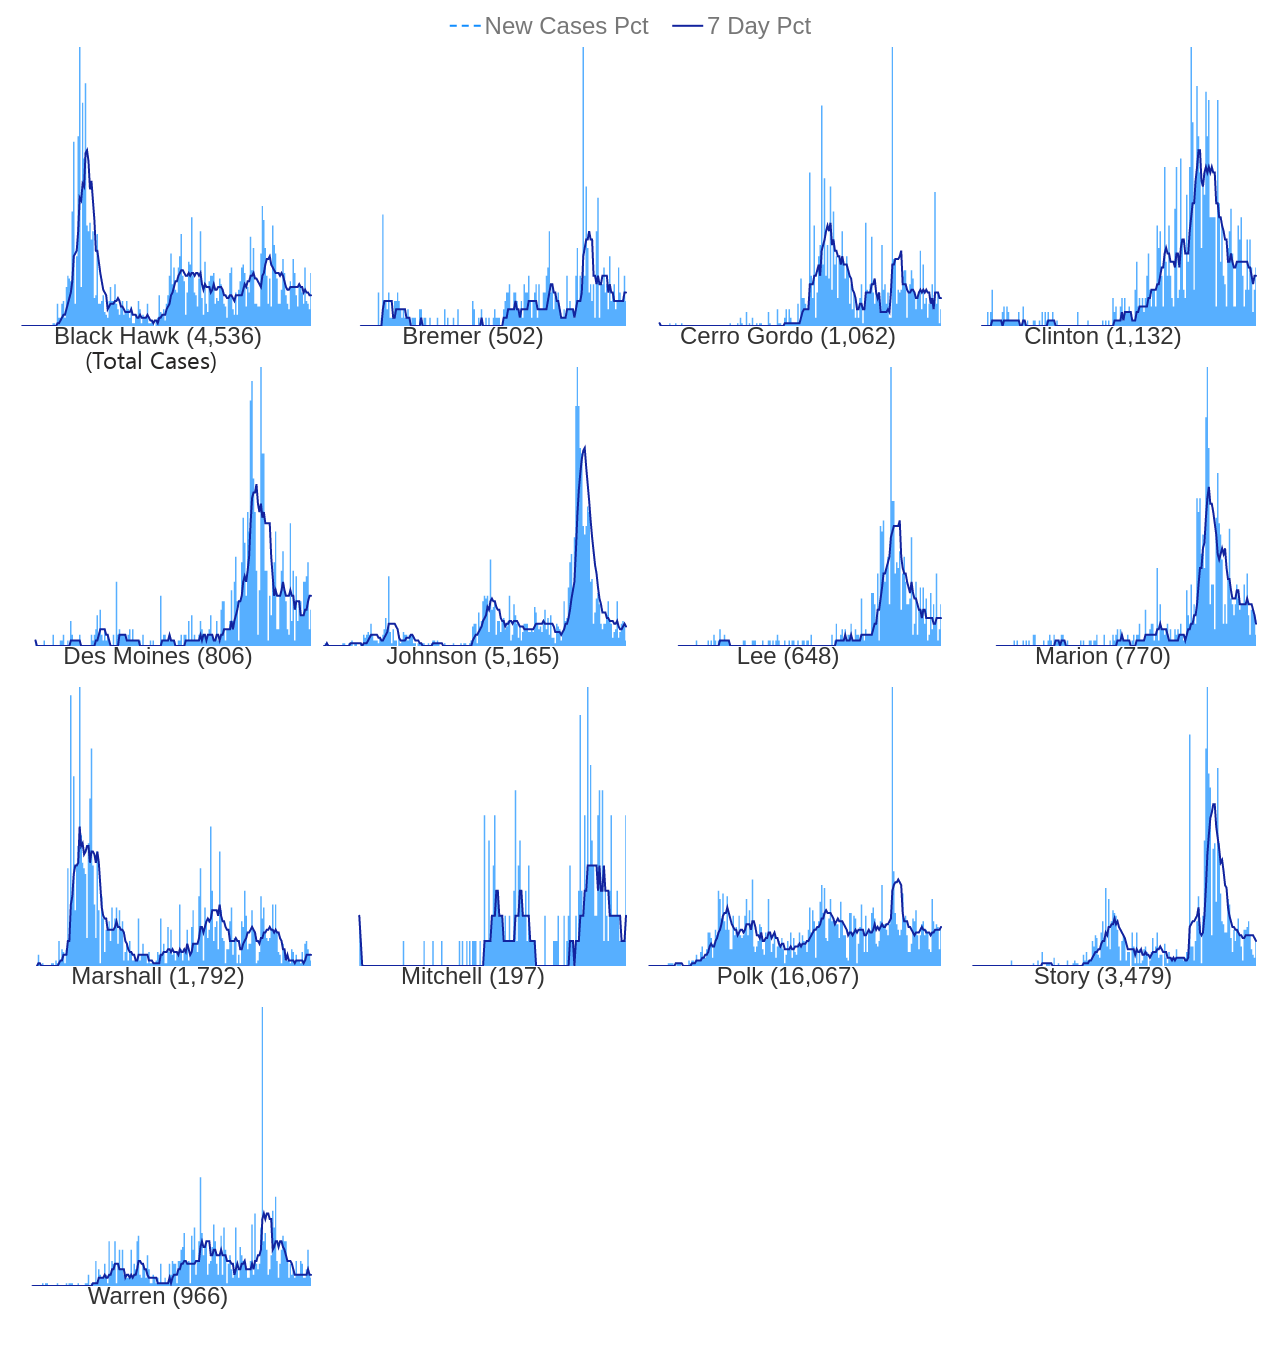 New Cases Pct 7 Day Pct
Black Hawk (4,536) Bremer (502) Cerro Gordo (1,062) Clinton (1,132)
(Total Cases)
Des Moines (806) Johnson (5,165) Lee (648) Marion (770)
Marshall (1,792) Mitchell (197) Polk (16,067) Story (3,479)
Warren (966)